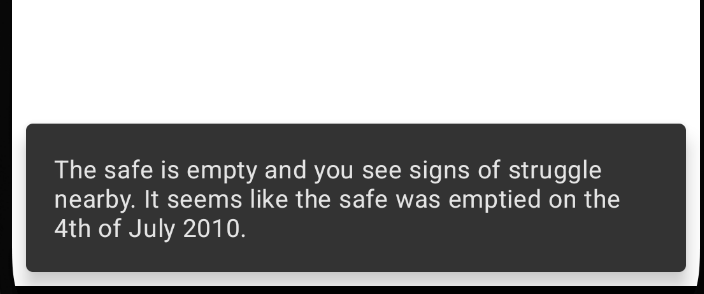 The safe is empty and you see signs of struggle
nearby. It seems like the safe was emptied on the
4th of July 2010.